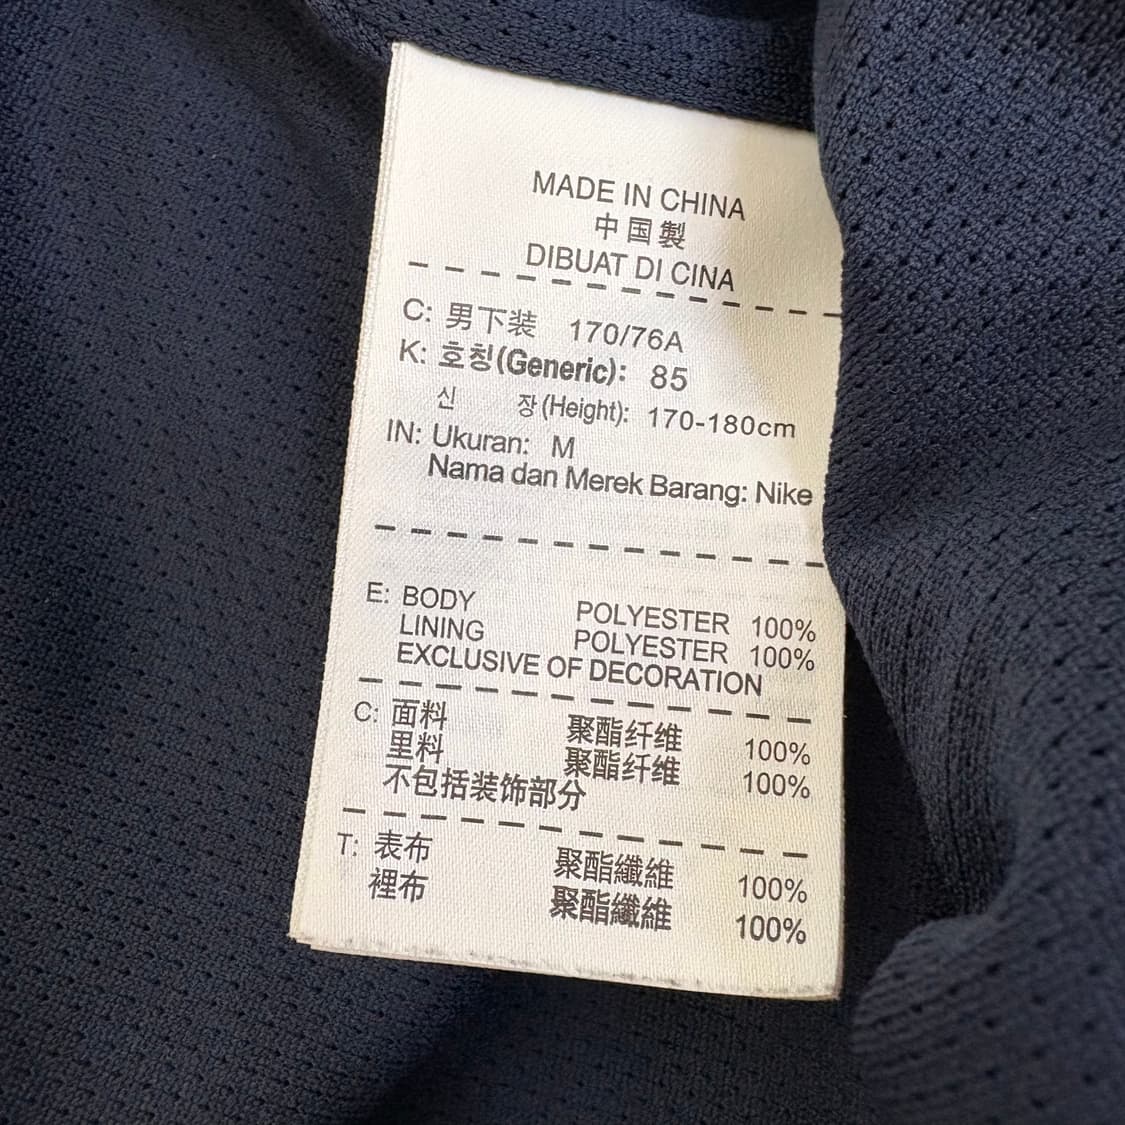 MADE IN CHINA
中国製
DIBUAT DI CINA
C: 男下装 170/76A
K: 호칭(Generic): 85
신 장(Height): 170-180cm
IN: Ukuran: M
Nama dan Merek Barang: Nike
E: BODY POLYESTER 100%
LINING POLYESTER 100%
EXCLUSIVE OF DECORATION
C: 面料 聚酯纤维 100%
里料 聚酯纤维 100%
不包括装饰部分
T: 表布 聚酯纖維 100%
裡布 聚酯纖維 100%